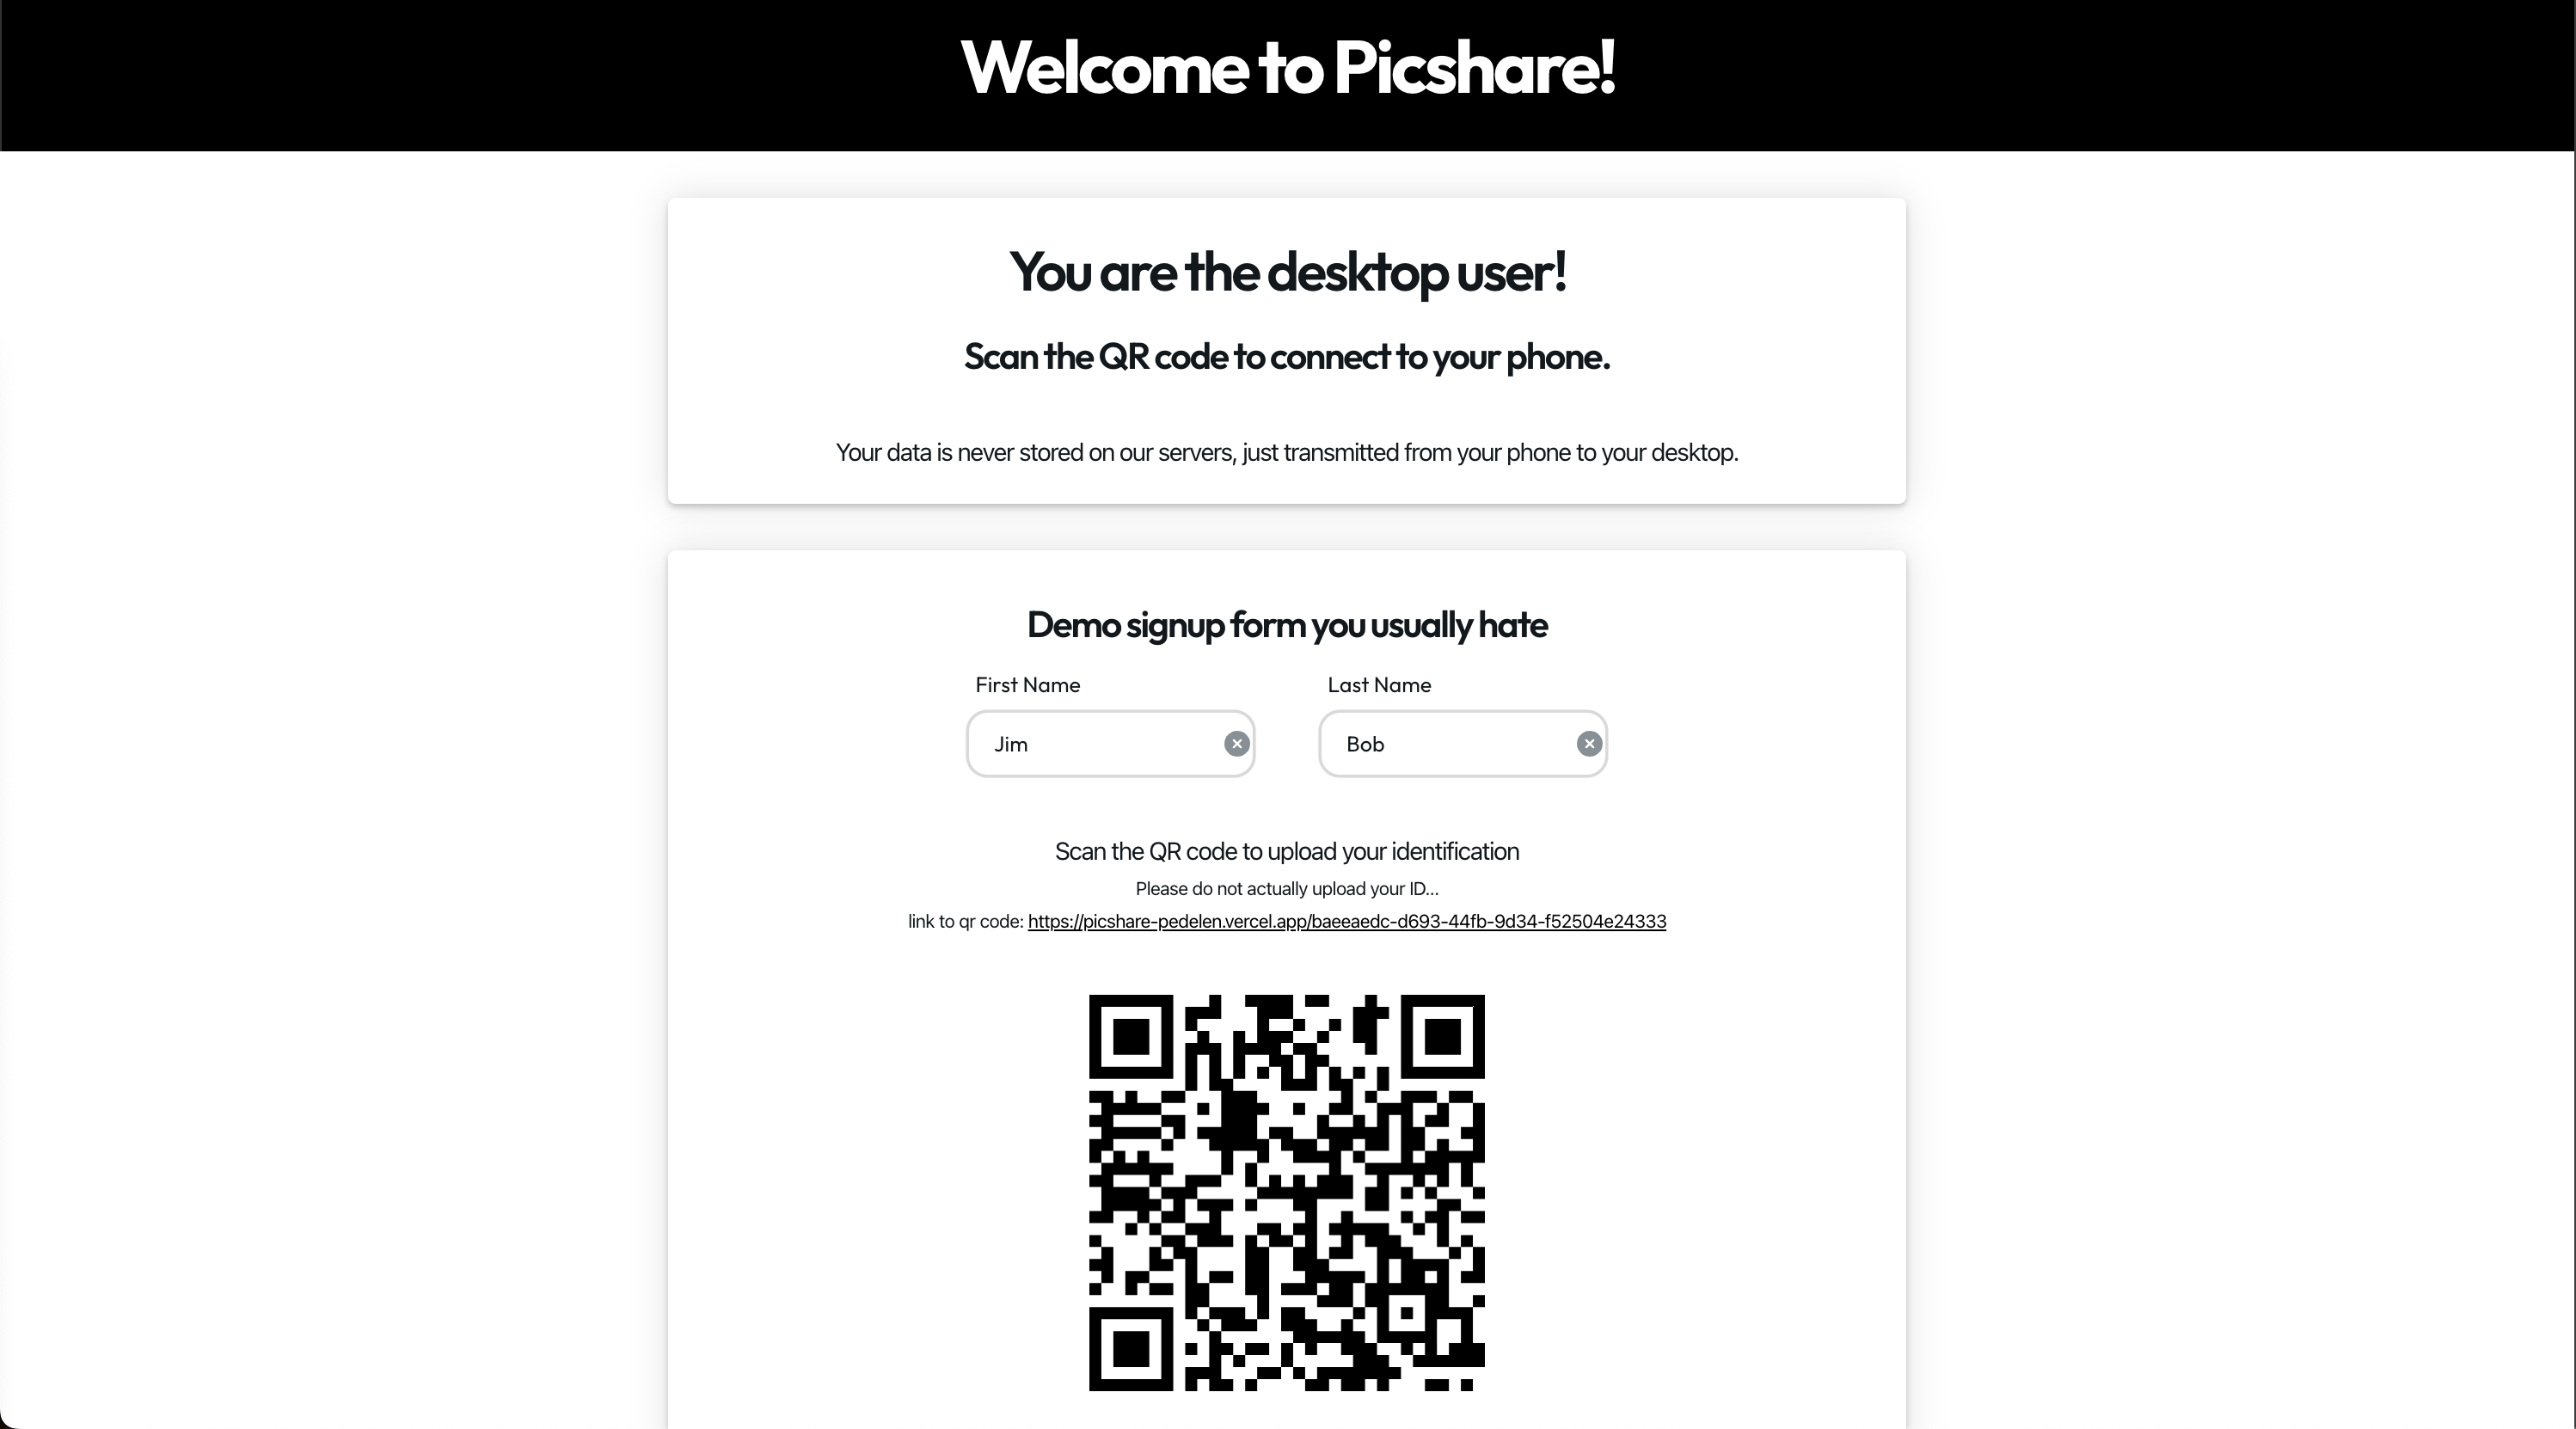 Welcome to Picshare!
You are the desktop user!
Scan the QR code to connect to your phone.
Your data is never stored on our servers, just transmitted from your phone to your desktop.
Demo signup form you usually hate
First Name
Last Name
Jim
Bob
Scan the QR code to upload your identification
Please do not actually upload your ID...
link to qr code: https://picshare-pedelen.vercel.app/baeeaedc-d693-44fb-9d34-f52504e24333